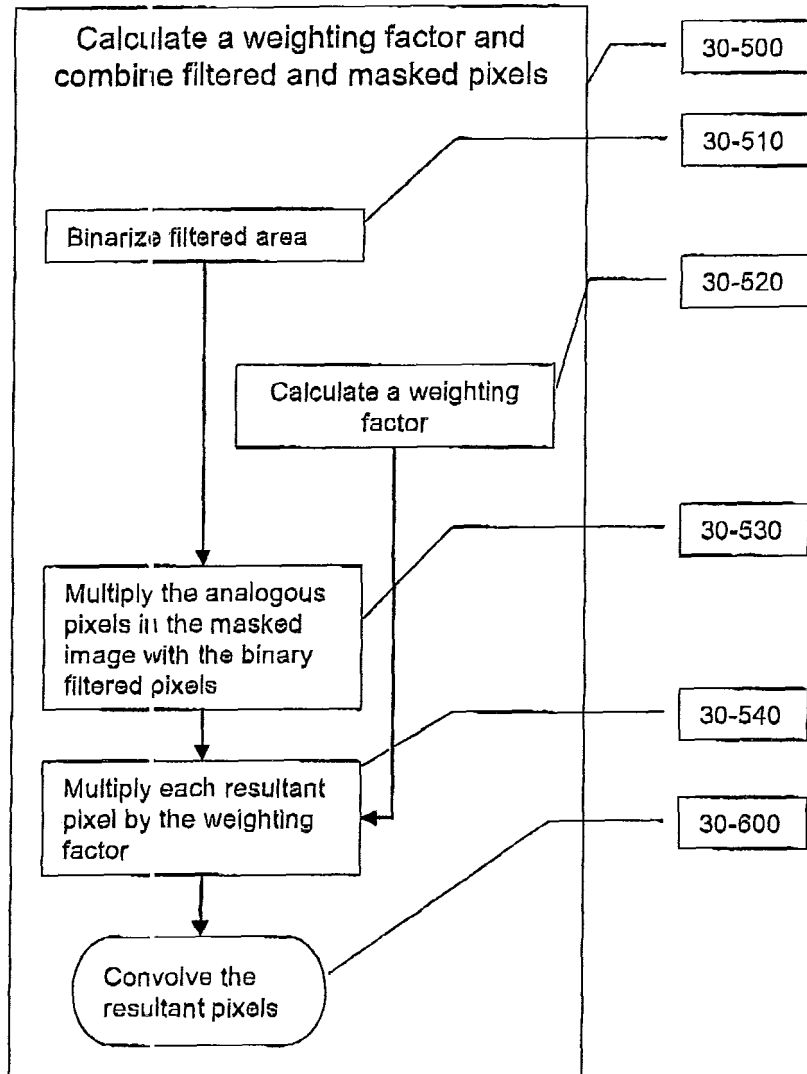 Calculate a weighting factor and
combine filtered and masked pixels
30-500
30-510
Binarize filtered area
30-520
Calculate a weighting
factor
30-530
Multiply the analogous
pixels in the masked
image with the binary
filtered pixels
30-540
Multiply each resultant
pixel by the weighting
factor
30-600
Convolve the
resultant pixels